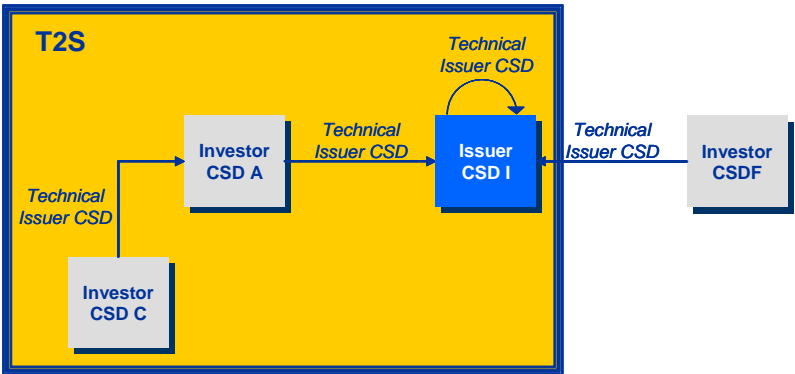 T2S
Technical
Issuer CSD
Investor
CSD A
Technical
Issuer CSD
Issuer
CSD I
Technical
Issuer CSD
Investor
CSDF
Technical
Issuer CSD
Investor
CSD C